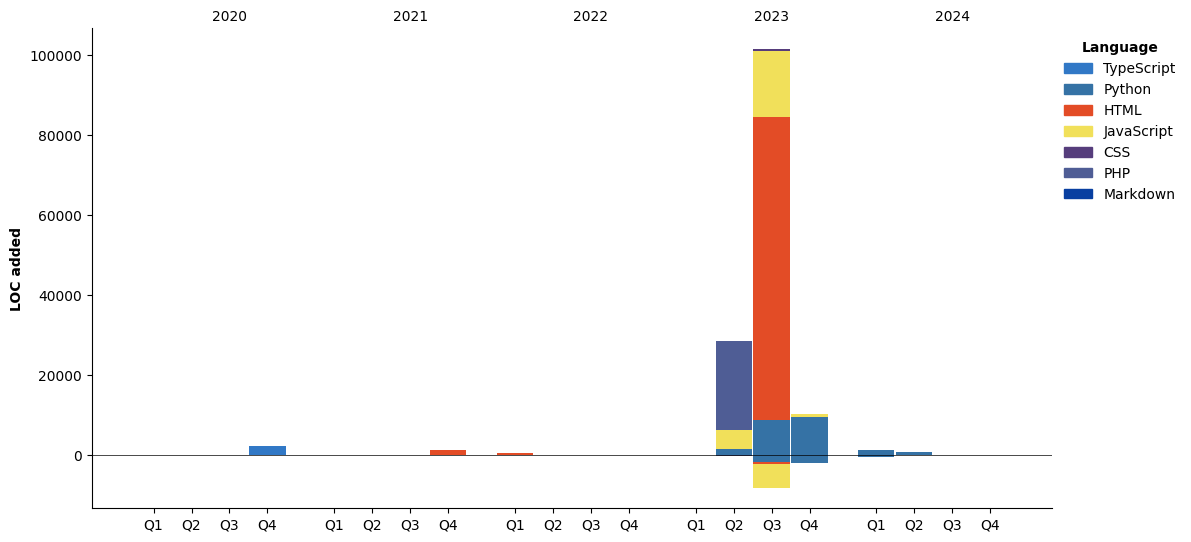 2020 2021 2022 2023 2024
Language
TypeScript
Python
HTML
JavaScript
CSS
PHP
Markdown
LOC added
100000
80000
60000
40000
20000
0
Q1 Q2 Q3 Q4 Q1 Q2 Q3 Q4 Q1 Q2 Q3 Q4 Q1 Q2 Q3 Q4 Q1 Q2 Q3 Q4